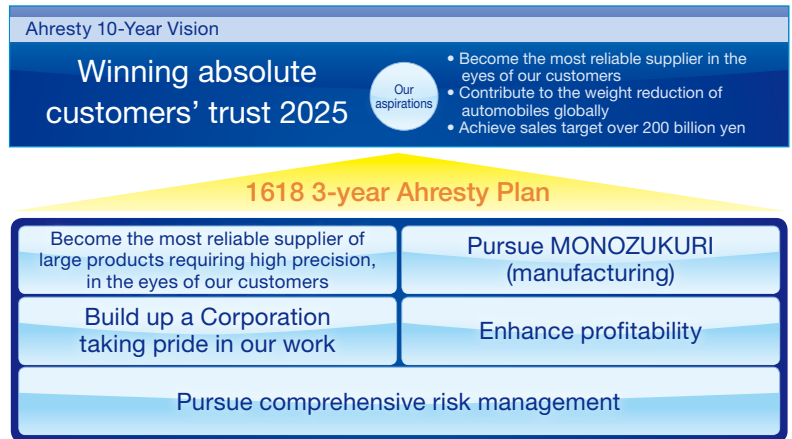 Ahresty 10-Year Vision
Winning absolute
customers' trust 2025
Our
aspirations
• Become the most reliable supplier in the
eyes of our customers
• Contribute to the weight reduction of
automobiles globally
• Achieve sales target over 200 billion yen
1618 3-year Ahresty Plan
Become the most reliable supplier of
large products requiring high precision,
in the eyes of our customers
Pursue MONOZUKURI
(manufacturing)
Build up a Corporation
taking pride in our work
Enhance profitability
Pursue comprehensive risk management